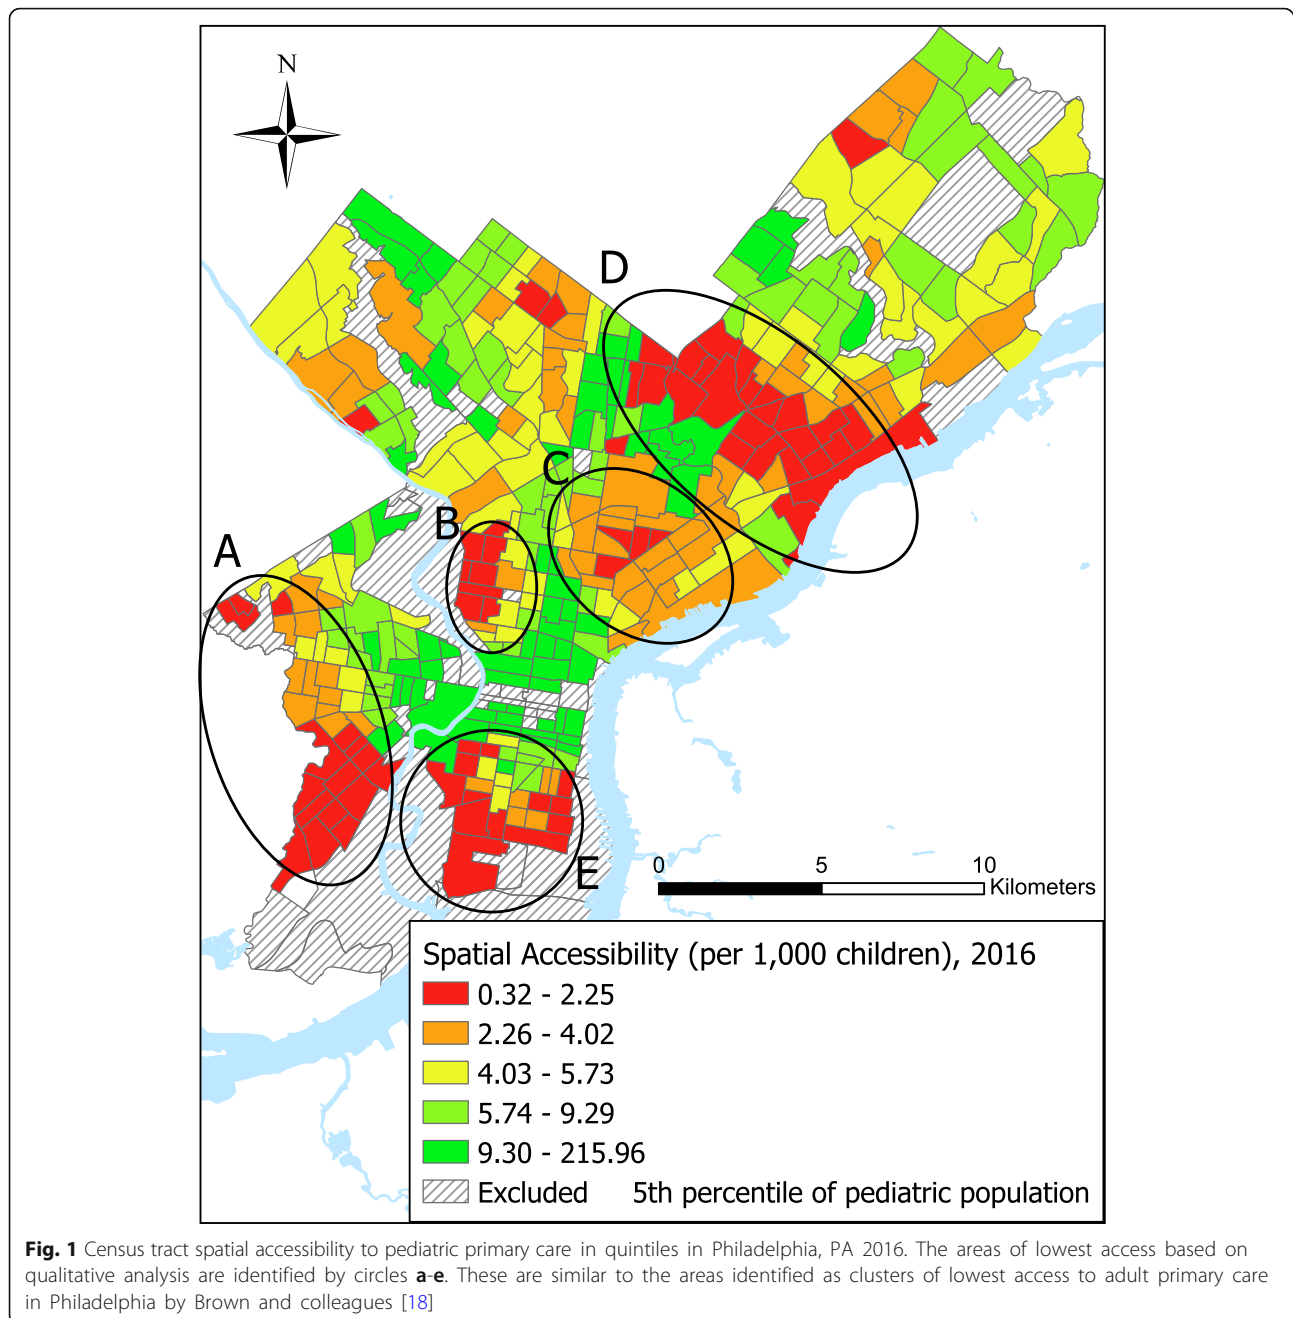 N
D
C
B
A
E
0 5 10
Kilometers
Spatial Accessibility (per 1,000 children), 2016
0.32 - 2.25
2.26 - 4.02
4.03 - 5.73
5.74 - 9.29
9.30 - 215.96
Excluded 5th percentile of pediatric population
Fig. 1 Census tract spatial accessibility to pediatric primary care in quintiles in Philadelphia, PA 2016. The areas of lowest access based on
qualitative analysis are identified by circles a-e. These are similar to the areas identified as clusters of lowest access to adult primary care
in Philadelphia by Brown and colleagues [18]